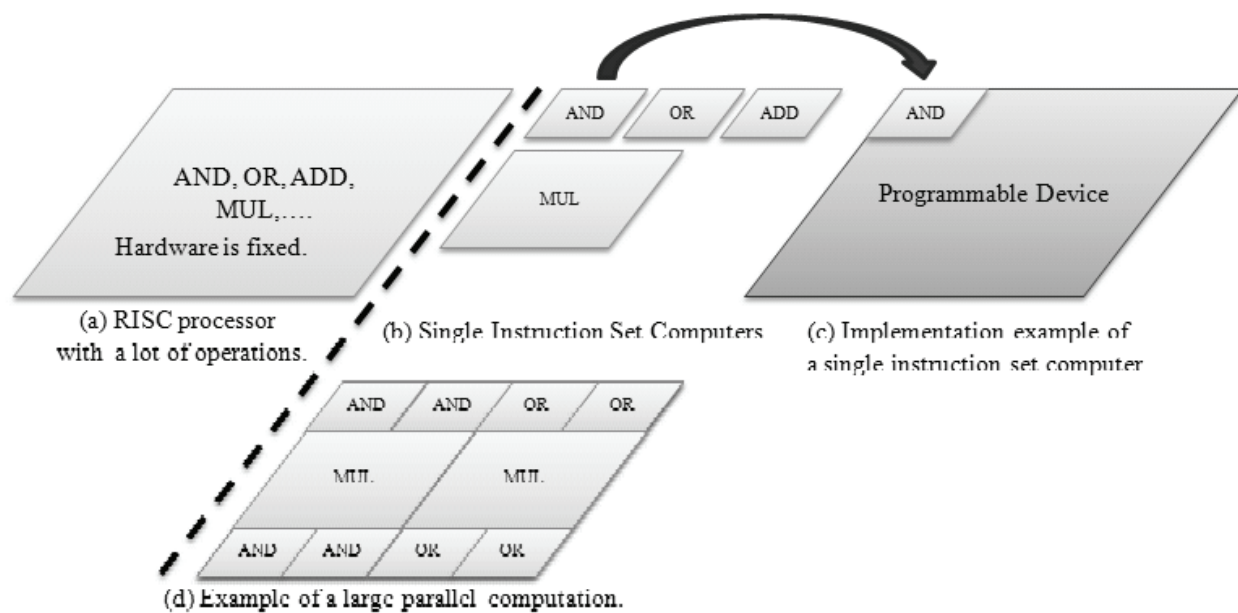 AND, OR, ADD,
MUL,....
Hardware is fixed.
(a) RISC processor
with a lot of operations.
AND OR ADD
MUL
(b) Single Instruction Set Computers
AND
Programmable Device
(c) Implementation example of
a single instruction set computer
AND AND OR OR
MUL MUL
AND AND OR OR
(d) Example of a large parallel computation.